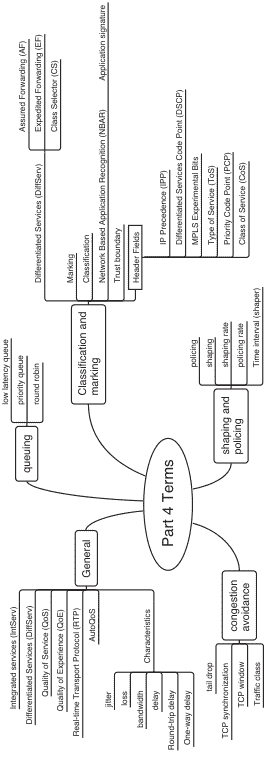 Part 4 Terms
General
Integrated services (IntServ)
Differentiated Services (DiffServ)
Quality of Service (QoS)
Quality of Experience (QoE)
Real-time Transport Protocol (RTP)
AutoQoS
Characteristics
jitter
loss
bandwidth
delay
Round-trip delay
One-way delay
queuing
low latency queue
priority queue
round robin
Classification and
marking
Differentiated Services (DiffServ)
Assured Forwarding (AF)
Expedited Forwarding (EF)
Class Selector (CS)
Marking
Classification
Network Based Application Recognition (NBAR)
Application signature
Trust boundary
Header Fields
IP Precedence (IPP)
Differentiated Services Code Point (DSCP)
MPLS Experimental Bits
Type of Service (ToS)
Priority Code Point (PCP)
Class of Service (CoS)
shaping and
policing
policing
shaping
shaping rate
policing rate
Time interval (shaper)
congestion
avoidance
tail drop
TCP synchronization
TCP window
Traffic class